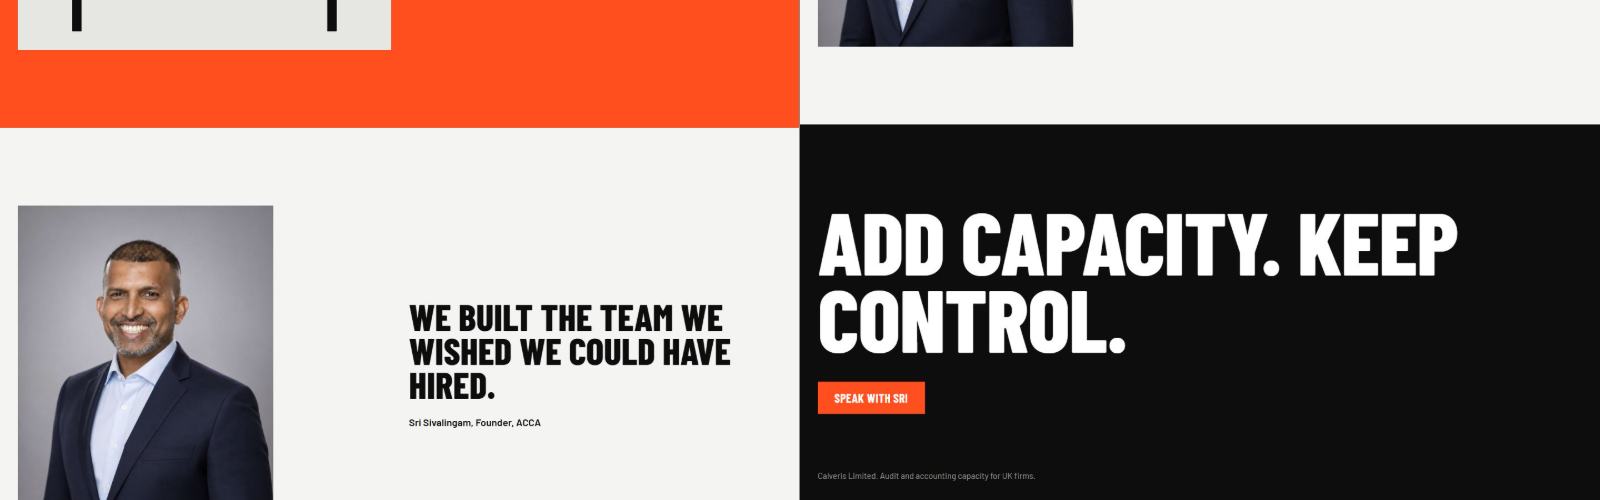 WE BUILT THE TEAM WE
WISHED WE COULD HAVE
HIRED.
Sri Sivalingam, Founder, ACCA
ADD CAPACITY. KEEP
CONTROL.
SPEAK WITH SRI
Calveris Limited. Audit and accounting capacity for UK firms.